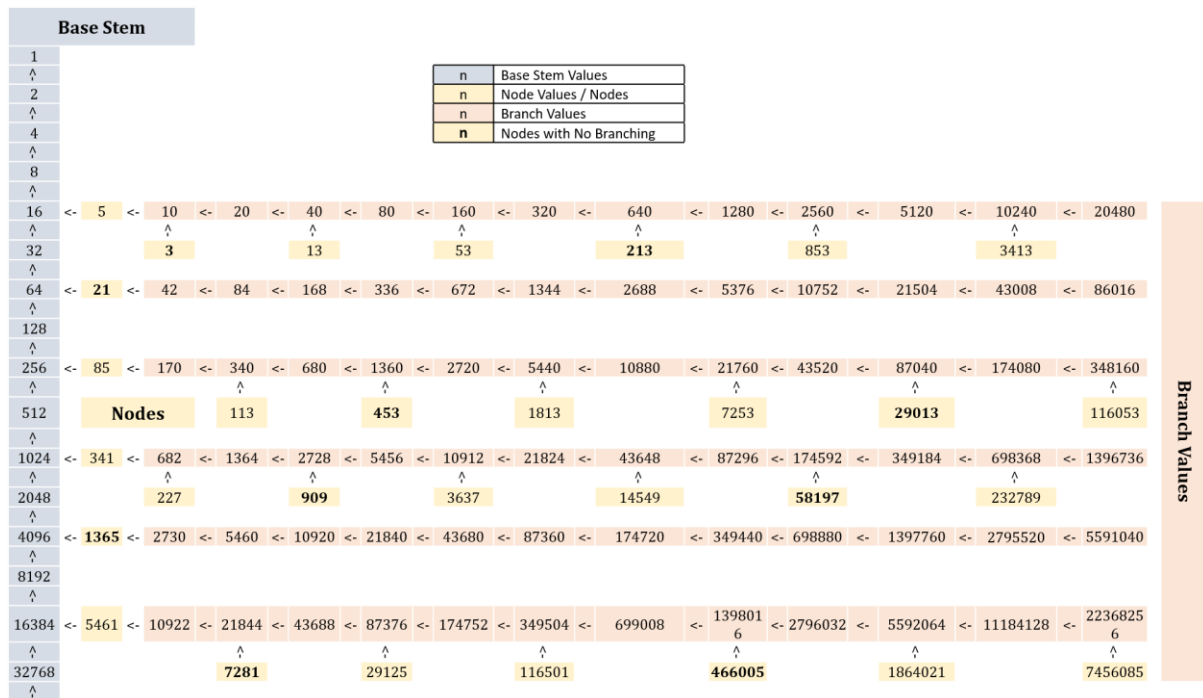 Base Stem
1
^
2
n Base Stem Values
^
n Node Values / Nodes
4
n Branch Values
^
n Nodes with No Branching
8
^
16 <- 5 <- 10 <- 20 <- 40 <- 80 <- 160 <- 320 <- 640 <- 1280 <- 2560 <- 5120 <- 10240 <- 20480
^ ^ ^ ^ ^ ^ ^
32 3 13 53 213 853 3413
^
64 <- 21 <- 42 <- 84 <- 168 <- 336 <- 672 <- 1344 <- 2688 <- 5376 <- 10752 <- 21504 <- 43008 <- 86016
^
128
^
256 <- 85 <- 170 <- 340 <- 680 <- 1360 <- 2720 <- 5440 <- 10880 <- 21760 <- 43520 <- 87040 <- 174080 <- 348160
^ ^ ^ ^ ^ ^ ^
512 Nodes 113 453 1813 7253 29013 116053
^
1024 <- 341 <- 682 <- 1364 <- 2728 <- 5456 <- 10912 <- 21824 <- 43648 <- 87296 <- 174592 <- 349184 <- 698368 <- 1396736
^ ^ ^ ^ ^ ^ ^
2048 227 909 3637 14549 58197 232789
^
4096 <- 1365 <- 2730 <- 5460 <- 10920 <- 21840 <- 43680 <- 87360 <- 174720 <- 349440 <- 698880 <- 1397760 <- 2795520 <- 5591040
^
8192
^
16384 <- 5461 <- 10922 <- 21844 <- 43688 <- 87376 <- 174752 <- 349504 <- 699008 <- 1398016 <- 2796032 <- 5592064 <- 11184128 <- 22368256
^ ^ ^ ^ ^ ^ ^
32768 7281 29125 116501 466005 1864021 7456085
^
Branch Values